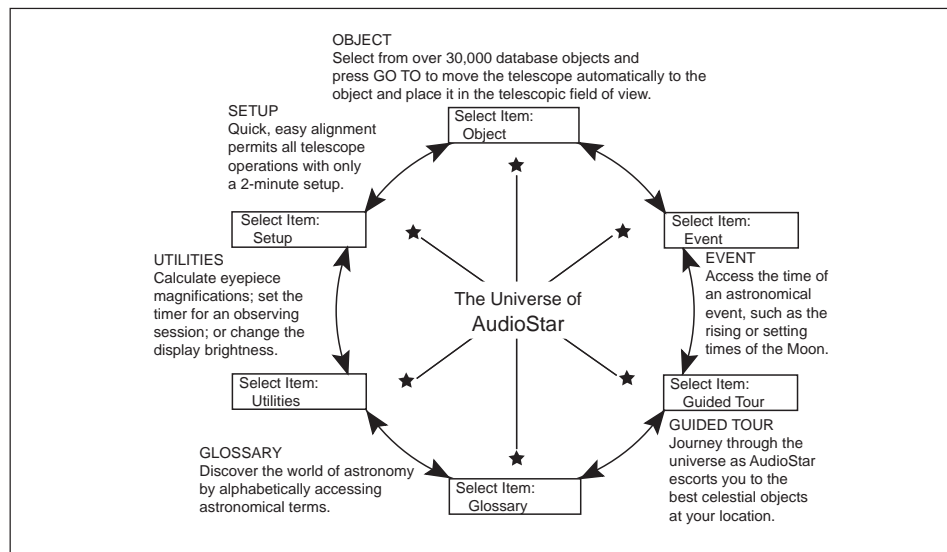 OBJECT
Select from over 30,000 database objects and
press GO TO to move the telescope automatically to the
object and place it in the telescopic field of view.
SETUP
Quick, easy alignment
permits all telescope
operations with only
a 2-minute setup.
Select Item:
Object
Select Item:
Setup
Select Item:
Event
UTILITIES
Calculate eyepiece
magnifications; set the
timer for an observing
session; or change the
display brightness.
The Universe of
AudioStar
EVENT
Access the time of
an astronomical
event, such as the
rising or setting
times of the Moon.
Select Item:
Utilities
Select Item:
Guided Tour
GLOSSARY
Discover the world of astronomy
by alphabetically accessing
astronomical terms.
Select Item:
Glossary
GUIDED TOUR
Journey through the
universe as AudioStar
escorts you to the
best celestial objects
at your location.